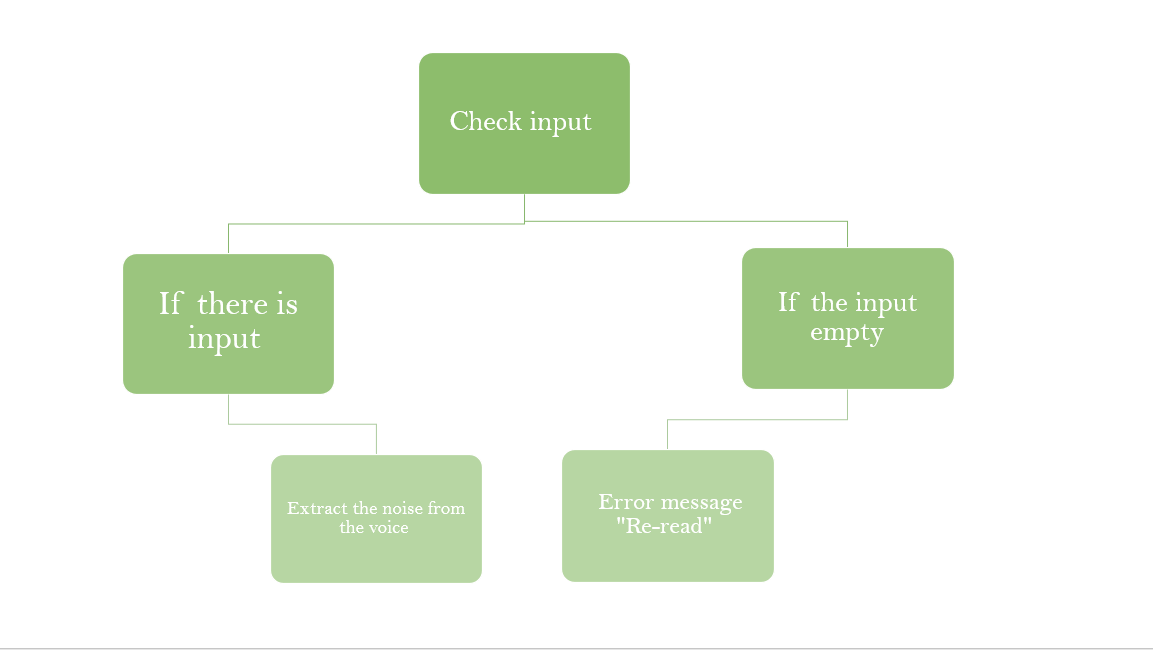 Check input
If there is
input
If the input
empty
Extract the noise from
the voice
Error message
"Re-read"